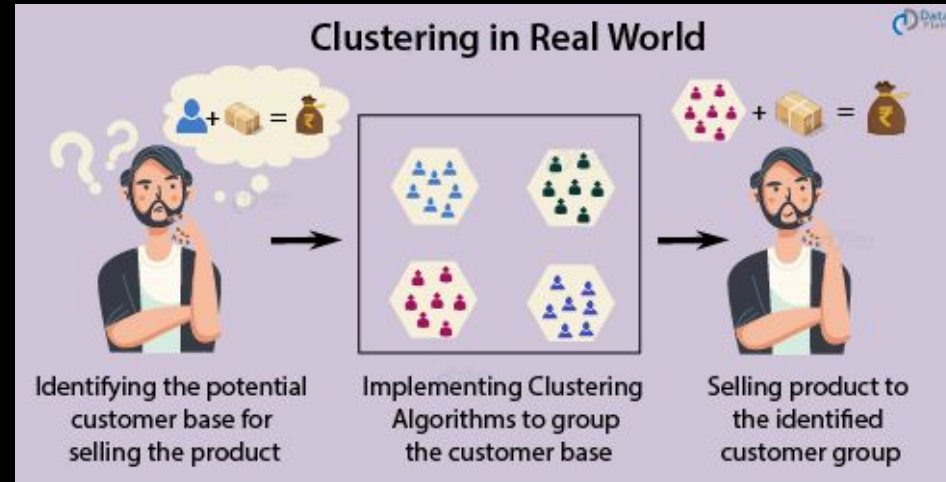 Clustering in Real World
+ =
₹
+ =
₹
Identifying the potential
customer base for
selling the product
Implementing Clustering
Algorithms to group
the customer base
Selling product to
the identified
customer group